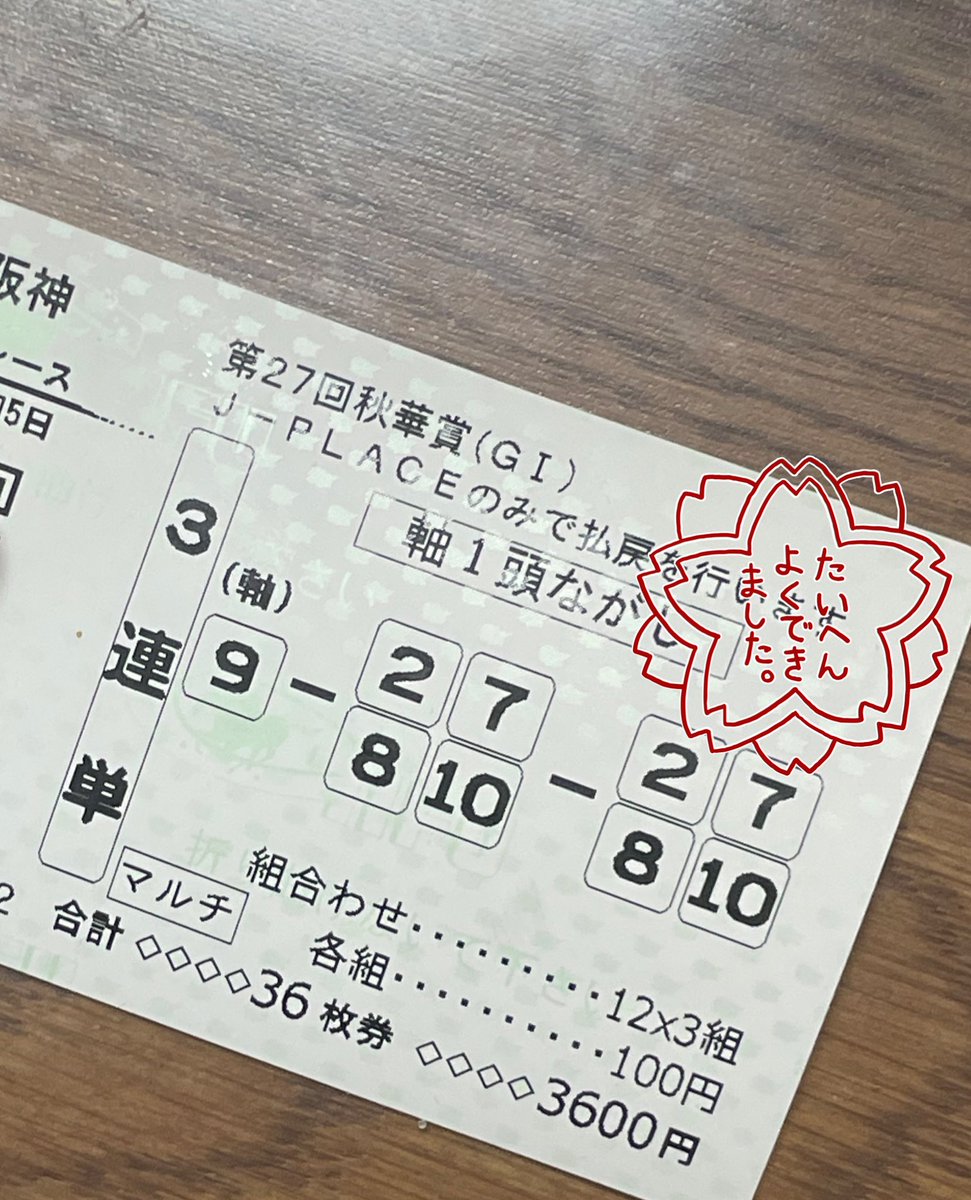 阪神
ース
15日
第27回秋華賞(GI)
J-PLACEのみで払戻を行います
軸1頭ながし
3連単
(軸)
9 - 2 7 - 2 7
8 10 8 10
マルチ
組合わせ.........12x3組
各組..........100円
2 合計 ◇◇◇◇36枚券 ◇◇◇◇3600円
たいへん
よくでき
ました。